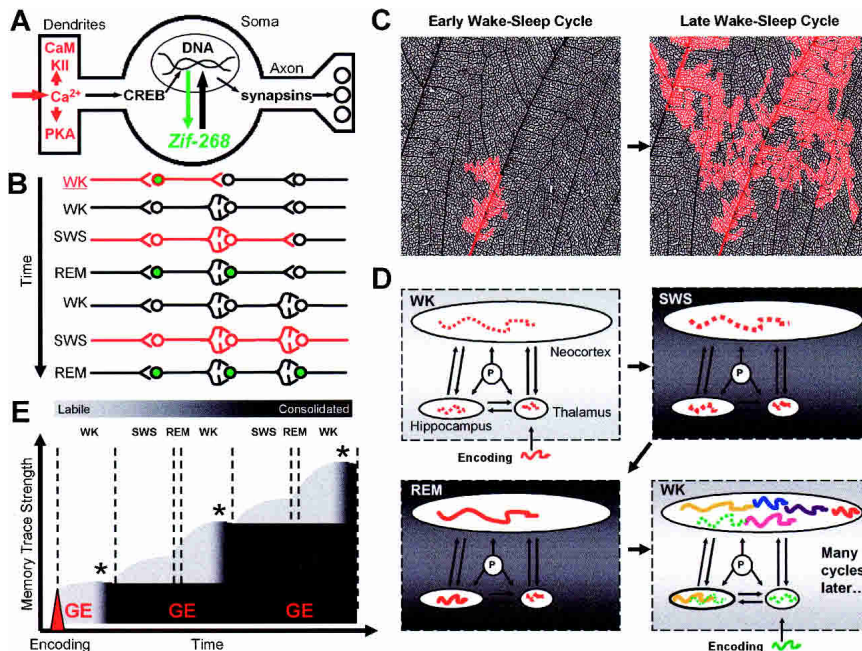 A
Dendrites
Soma
CaM
KII
DNA
Axon
Ca2+
CREB
synapsins
PKA
Zif-268
B
Time
WK
WK
SWS
REM
WK
SWS
REM
C
Early Wake-Sleep Cycle
Late Wake-Sleep Cycle
D
WK
Neocortex
P
Hippocampus
Thalamus
Encoding
SWS
P
REM
P
WK
P
Many
cycles
later...
Encoding
E
Labile
Consolidated
WK SWS REM WK SWS REM WK
* * *
Memory Trace Strength
GE GE GE
Encoding
Time